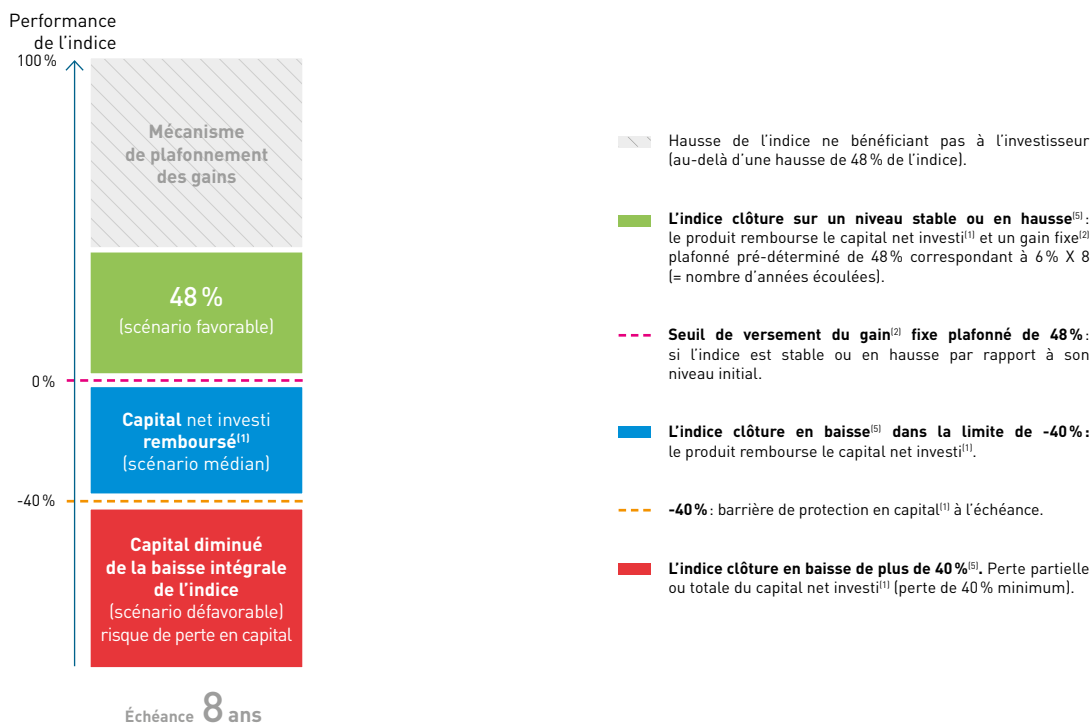 Performance
de l’indice
100 %
Mécanisme
de plafonnement
des gains
48 %
(scénario favorable)
0 %
Capital net investi
remboursé(1)
(scénario médian)
-40 %
Capital diminué
de la baisse intégrale
de l’indice
(scénario défavorable)
risque de perte en capital
Échéance 8 ans
Hausse de l’indice ne bénéficiant pas à l’investisseur
(au-delà d’une hausse de 48 % de l’indice).
L’indice clôture sur un niveau stable ou en hausse(5) :
le produit rembourse le capital net investi(1) et un gain fixe(2)
plafonné pré-déterminé de 48 % correspondant à 6 % X 8
(= nombre d’années écoulées).
Seuil de versement du gain(2) fixe plafonné de 48 % :
si l’indice est stable ou en hausse par rapport à son
niveau initial.
L’indice clôture en baisse(5) dans la limite de -40 % :
le produit rembourse le capital net investi(1).
-40 % : barrière de protection en capital(1) à l’échéance.
L’indice clôture en baisse de plus de 40 %(5). Perte partielle
ou totale du capital net investi(1) (perte de 40 % minimum).